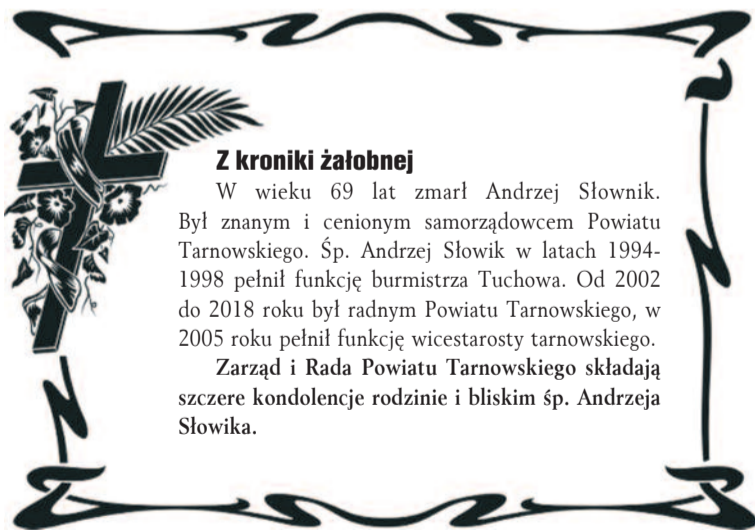 Z kroniki żałobnej
W wieku 69 lat zmarł Andrzej Słownik.
Był znanym i cenionym samorządowcem Powiatu
Tarnowskiego. Śp. Andrzej Słowik w latach 1994-
1998 pełnił funkcję burmistrza Tuchowa. Od 2002
do 2018 roku był radnym Powiatu Tarnowskiego, w
2005 roku pełnił funkcję wicestarosty tarnowskiego.
Zarząd i Rada Powiatu Tarnowskiego składają
szczere kondolencje rodzinie i bliskim śp. Andrzeja
Słowika.